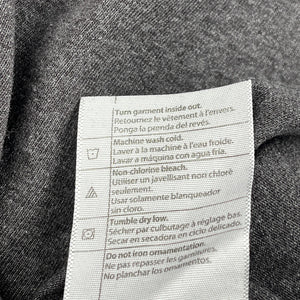 Turn garment inside out.
Retournez le vêtement à l'envers.
Ponga la prenda del revés.
Machine wash cold.
Laver à la machine à l'eau froide.
Lavar a máquina con agua fría.
Non-chlorine bleach.
Utiliser un javellisant non chloré
seulement.
Usar solamente blanqueador
sin cloro.
Tumble dry low.
Sécher par culbutage à réglage bas.
Secar en secadora en ciclo delicado.
Do not iron ornamentation.
Ne pas repasser les garnitures.
No planchar los ornamentos.